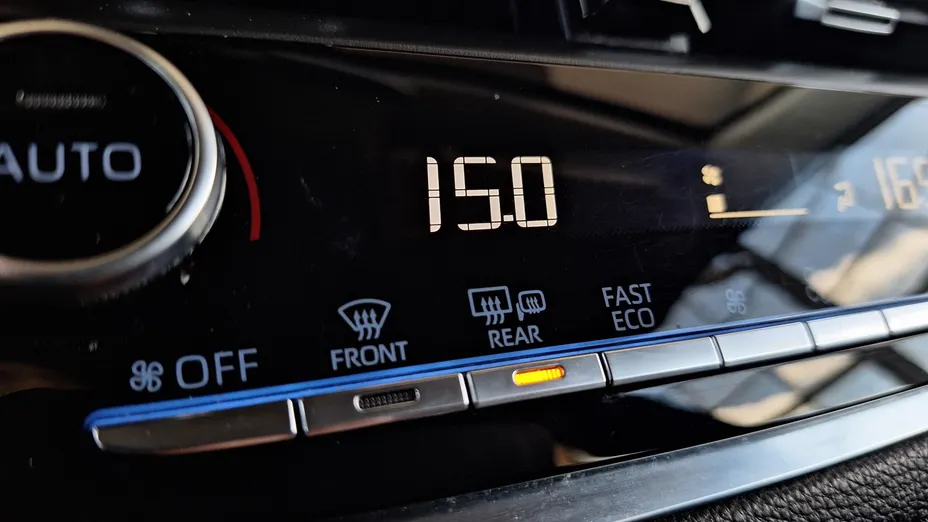 AUTO
15.0
OFF
FRONT
REAR
FAST
ECO